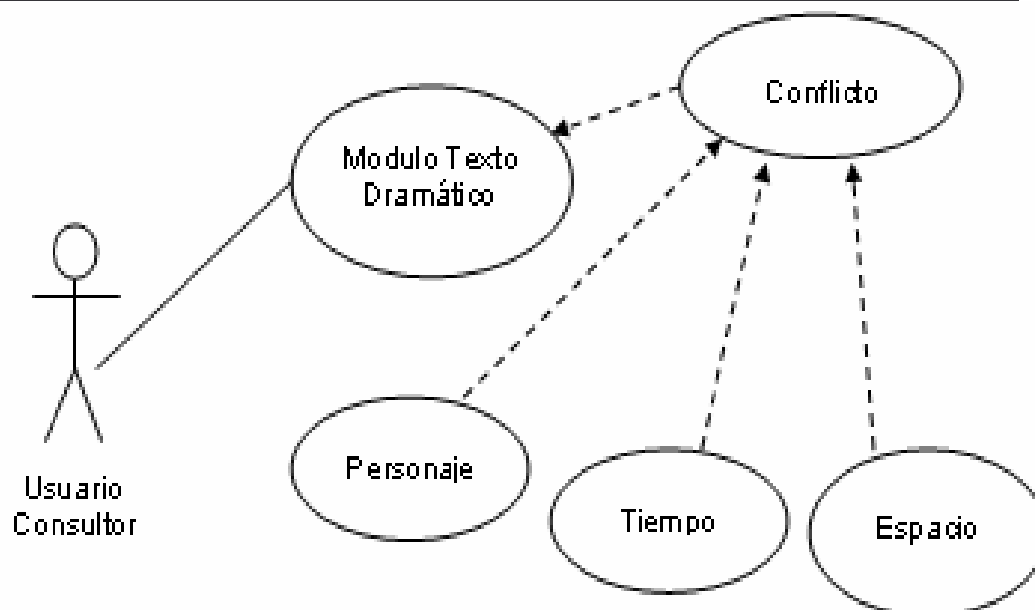 Conflicto
Modulo Texto
Dramático
Personaje
Tiempo
Espacio
Usuario
Consultor